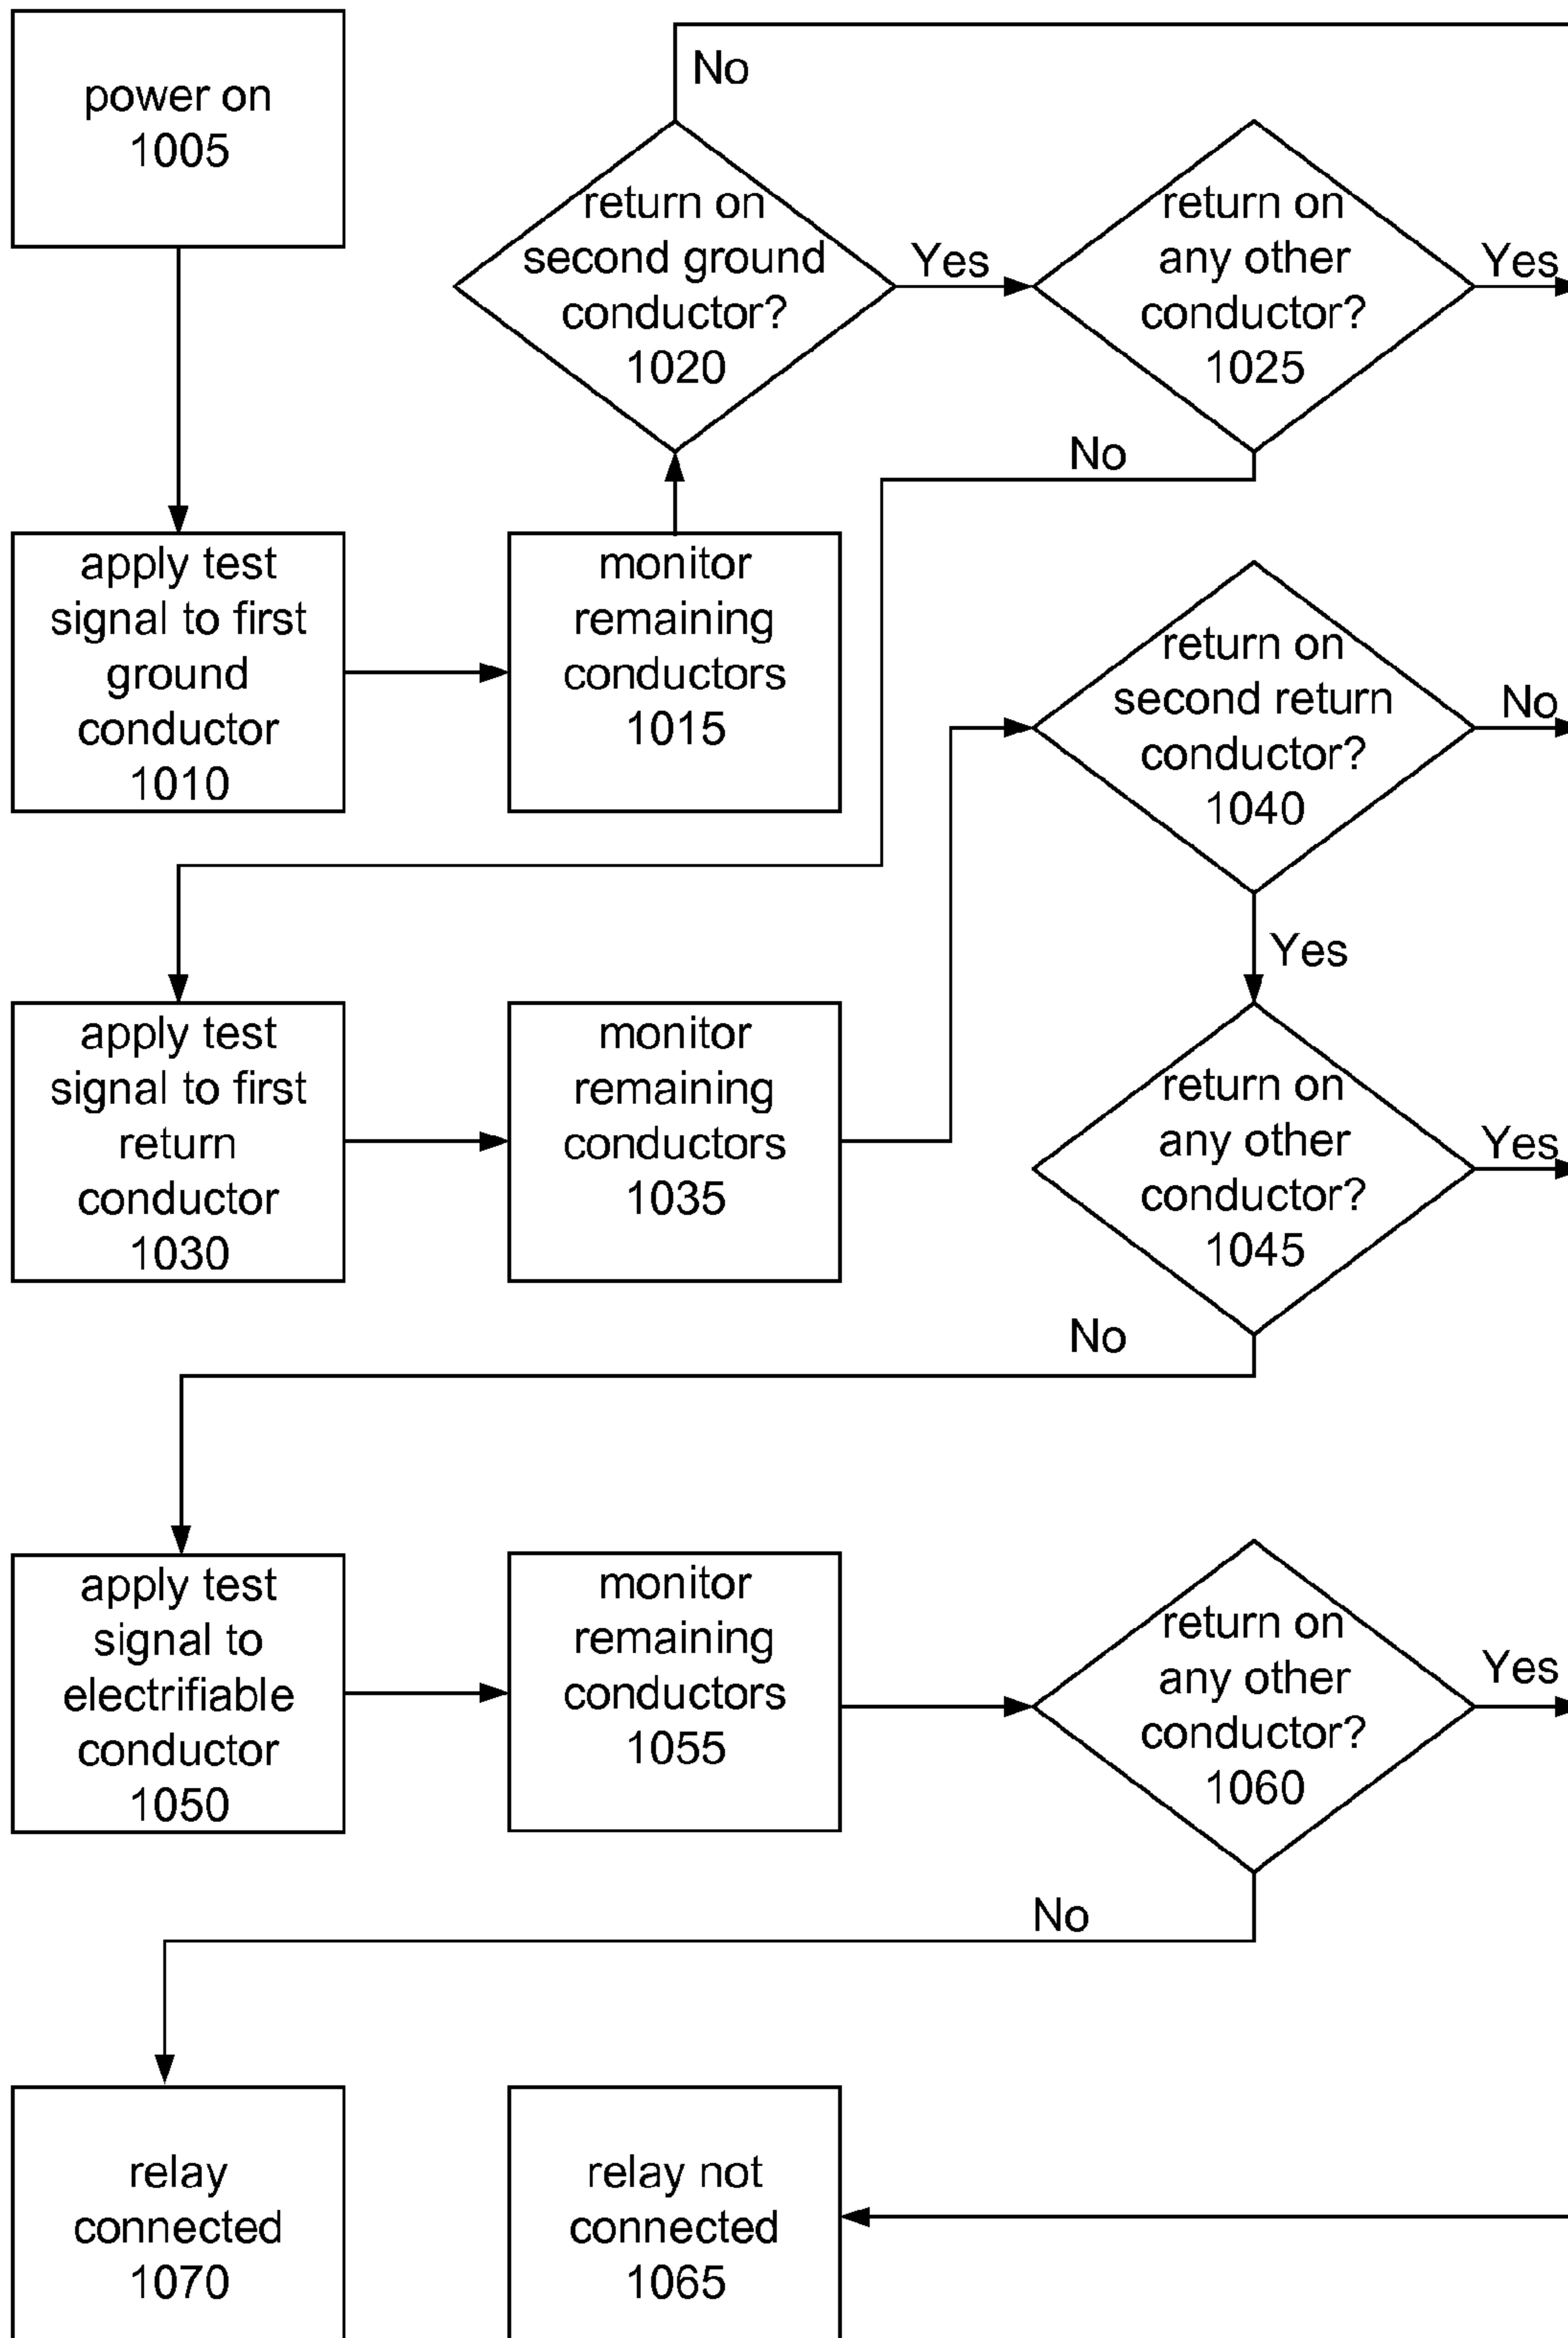 power on
1005
No
return on
second ground
conductor?
1020
Yes
return on
any other
conductor?
1025
Yes
No
apply test
signal to first
ground
conductor
1010
monitor
remaining
conductors
1015
return on
second return
conductor?
1040
No
Yes
apply test
signal to first
return
conductor
1030
monitor
remaining
conductors
1035
return on
any other
conductor?
1045
Yes
No
apply test
signal to
electrifiable
conductor
1050
monitor
remaining
conductors
1055
return on
any other
conductor?
1060
Yes
No
relay
connected
1070
relay not
connected
1065